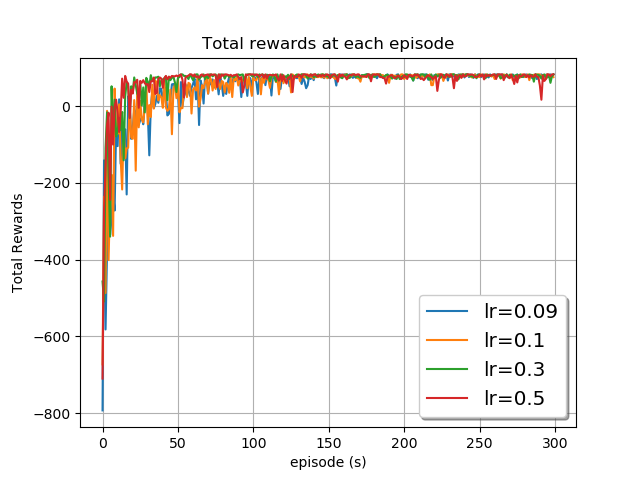 Total rewards at each episode
Total Rewards
0
−200
−400
−600
−800
0 50 100 150 200 250 300
episode (s)
lr=0.09
lr=0.1
lr=0.3
lr=0.5